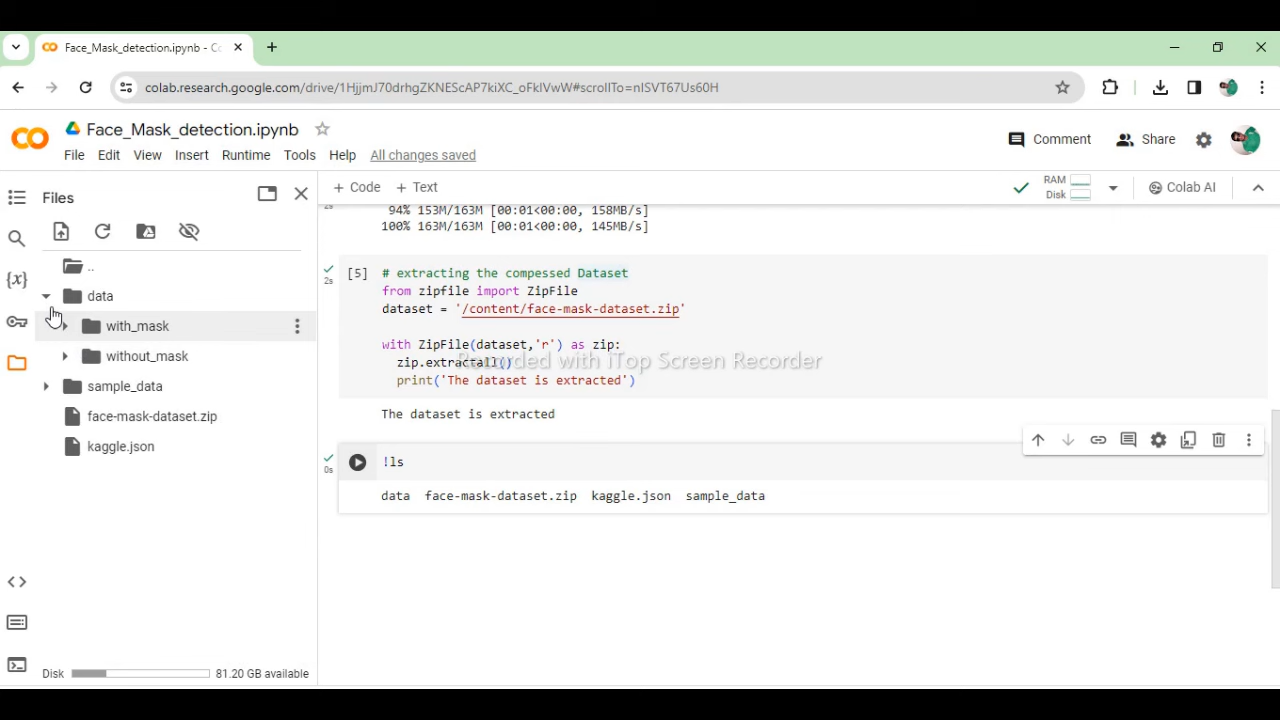 Face_Mask_detection.ipynb - Co
colab.research.google.com/drive/1HjjmJ70drhgZKNEScAP7kiXC_oFkIVwW#scrollTo=nISVT67Us60H
Face_Mask_detection.ipynb
File Edit View Insert Runtime Tools Help All changes saved
Comment Share
Files
+ Code + Text
RAM
Disk
Colab AI
..
data
with_mask
without_mask
sample_data
face-mask-dataset.zip
kaggle.json
Disk 81.20 GB available
2s
94% 153M/163M [00:01<00:00, 158MB/s]
100% 163M/163M [00:01<00:00, 145MB/s]
2s
[5] # extracting the compessed Dataset
from zipfile import ZipFile
dataset = '/content/face-mask-dataset.zip'
with ZipFile(dataset,'r') as zip:
zip.extractall()
print('The dataset is extracted')
Recorded with iTop Screen Recorder
The dataset is extracted
0s
!ls
data face-mask-dataset.zip kaggle.json sample_data